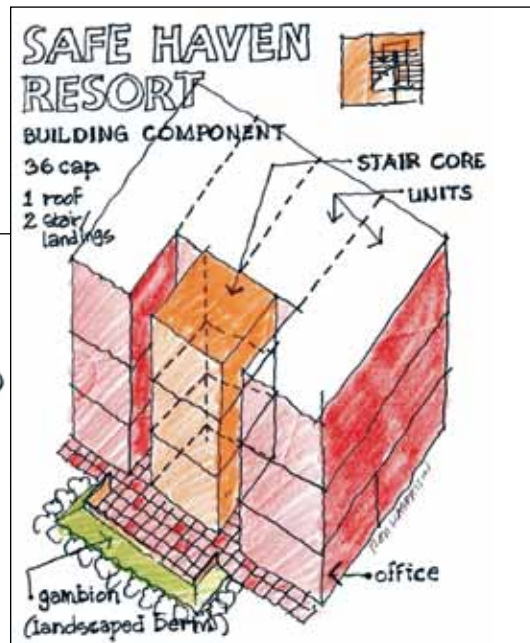 SAFE HAVEN
RESORT
BUILDING COMPONENT
36 cap.
1 roof
2 stair/
landings
STAIR CORE
UNITS
office
gambion
(landscaped berm)